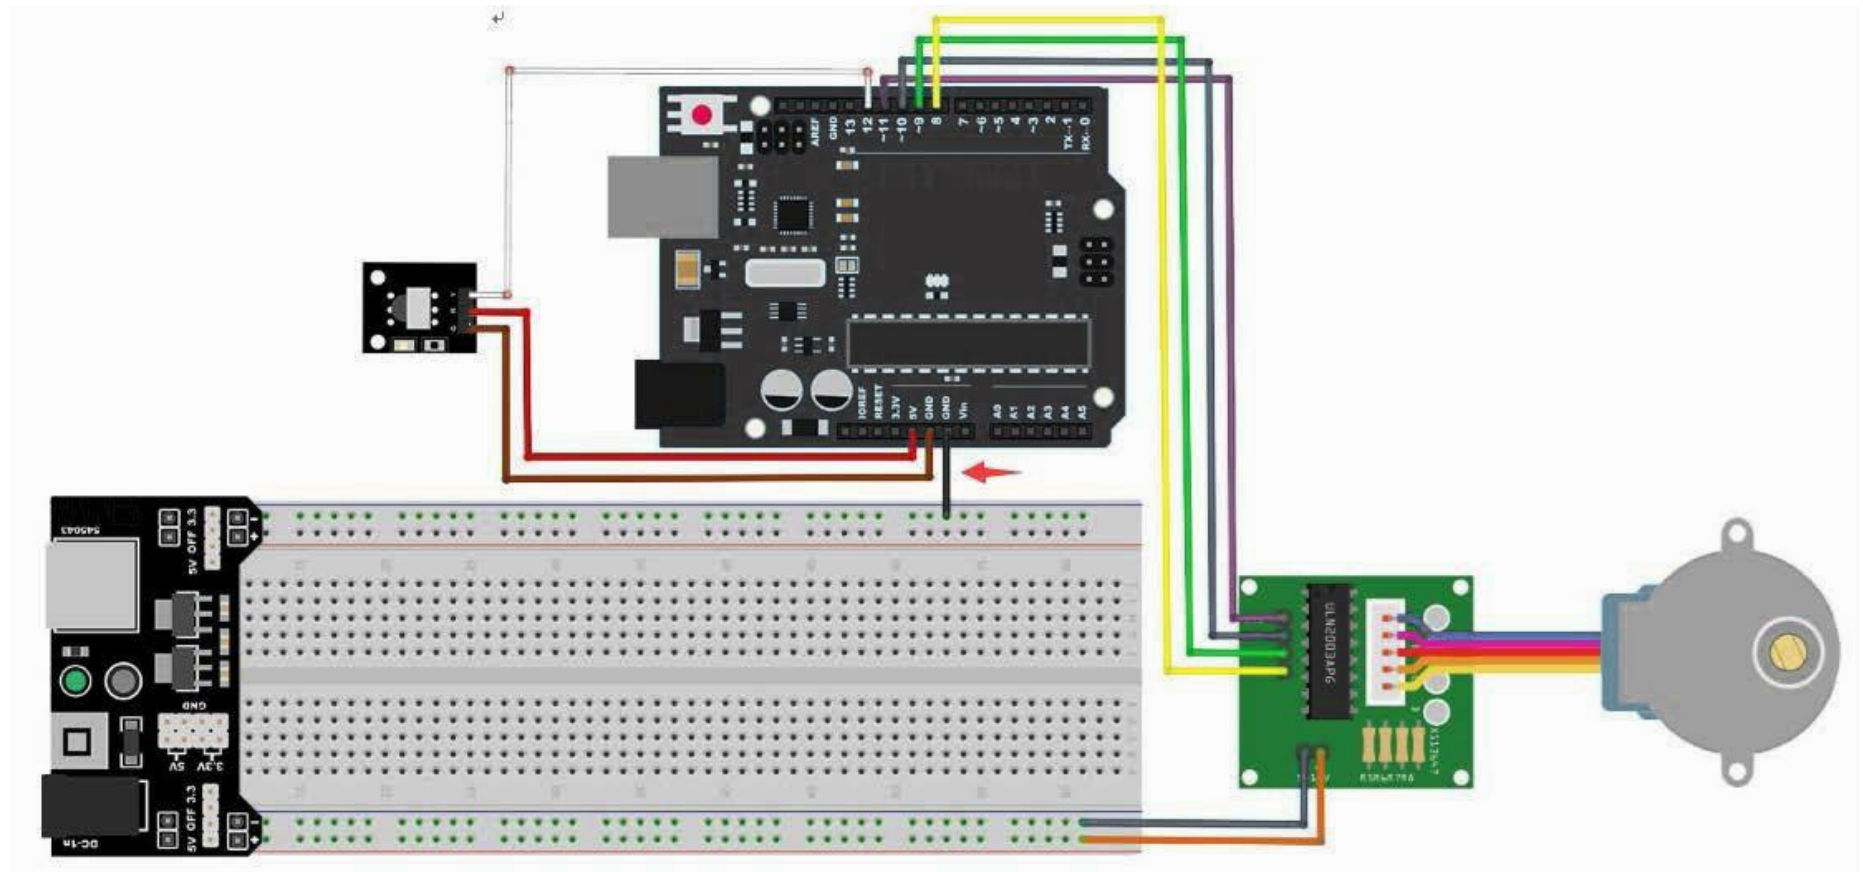 AREF
GND
13
12
~11
~10
~9
8
7
~6
~5
4
~3
2
TX→1
RX←0
IOREF
RESET
3.3V
5V
GND
GND
Vin
A0
A1
A2
A3
A4
A5
545043
5V OFF 3.3
-
+
GND
5V
3.3V
5V OFF 3.3
-
+
ULN2003APG